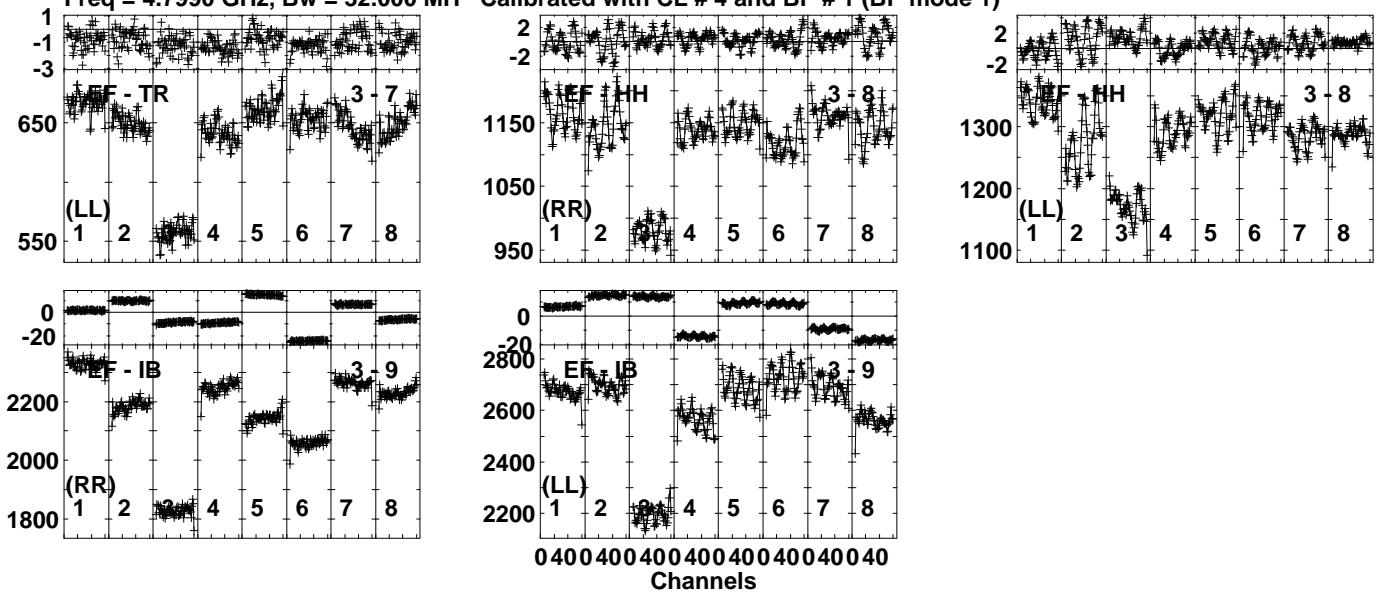 Freq = 4.7990 GHz, Bw = 32.000 MH Calibrated with CL # 4 and BP # 1 (BP mode 1)
1
-1
-3
EF - TR 3 - 7
650
550
(LL)
1 2 3 4 5 6 7 8
2
-2
EF - HH 3 - 8
1150
1050
950
(RR)
1 2 3 4 5 6 7 8
2
-2
EF - HH 3 - 8
1300
1200
1100
(LL)
1 2 3 4 5 6 7 8
0
-20
EF - IB 3 - 9
2200
2000
1800
(RR)
1 2 3 4 5 6 7 8
0
-20
EF - IB 3 - 9
2800
2600
2400
2200
(LL)
1 2 3 4 5 6 7 8
0 40 0 40 0 40 0 40 0 40 0 40 0 40 0 40
Channels